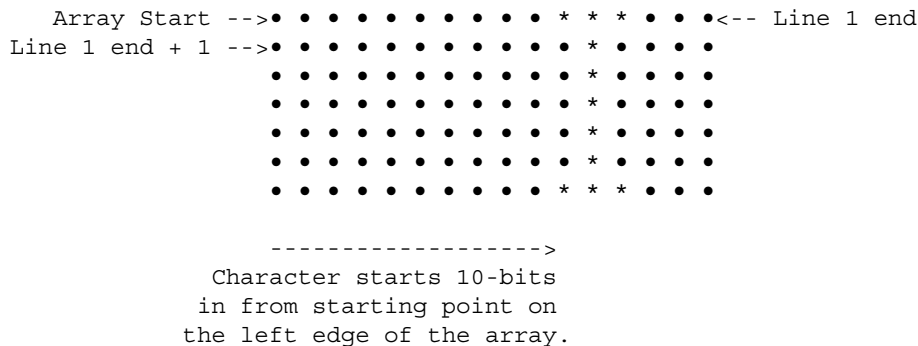 Array Start -->• • • • • • • • • • * * * • • •<-- Line 1 end
Line 1 end + 1 -->• • • • • • • • • • • * • • • •
• • • • • • • • • • • * • • • •
• • • • • • • • • • • * • • • •
• • • • • • • • • • • * • • • •
• • • • • • • • • • • * • • • •
• • • • • • • • • • * * * • • •
------------------->
Character starts 10-bits
in from starting point on
the left edge of the array.